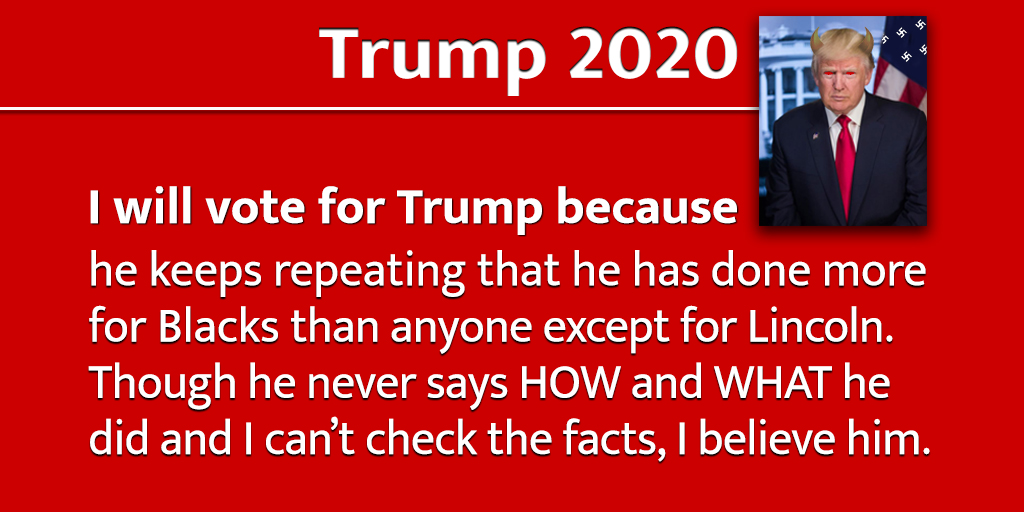 Trump 2020
I will vote for Trump because
he keeps repeating that he has done more
for Blacks than anyone except for Lincoln.
Though he never says HOW and WHAT he
did and I can’t check the facts, I believe him.